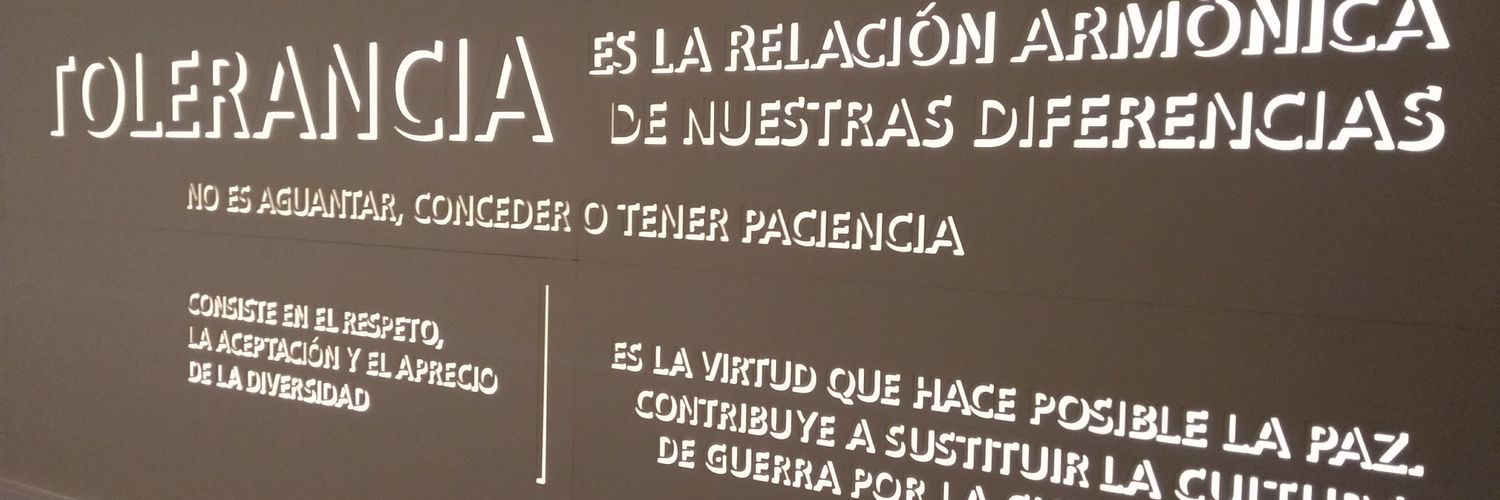 TOLERANCIA
ES LA RELACIÓN ARMÓNICA
DE NUESTRAS DIFERENCIAS
NO ES AGUANTAR, CONCEDER O TENER PACIENCIA
CONSISTE EN EL RESPETO,
LA ACEPTACIÓN Y EL APRECIO
DE LA DIVERSIDAD
ES LA VIRTUD QUE HACE POSIBLE LA PAZ.
CONTRIBUYE A SUSTITUIR LA
DE GUERRA POR LA